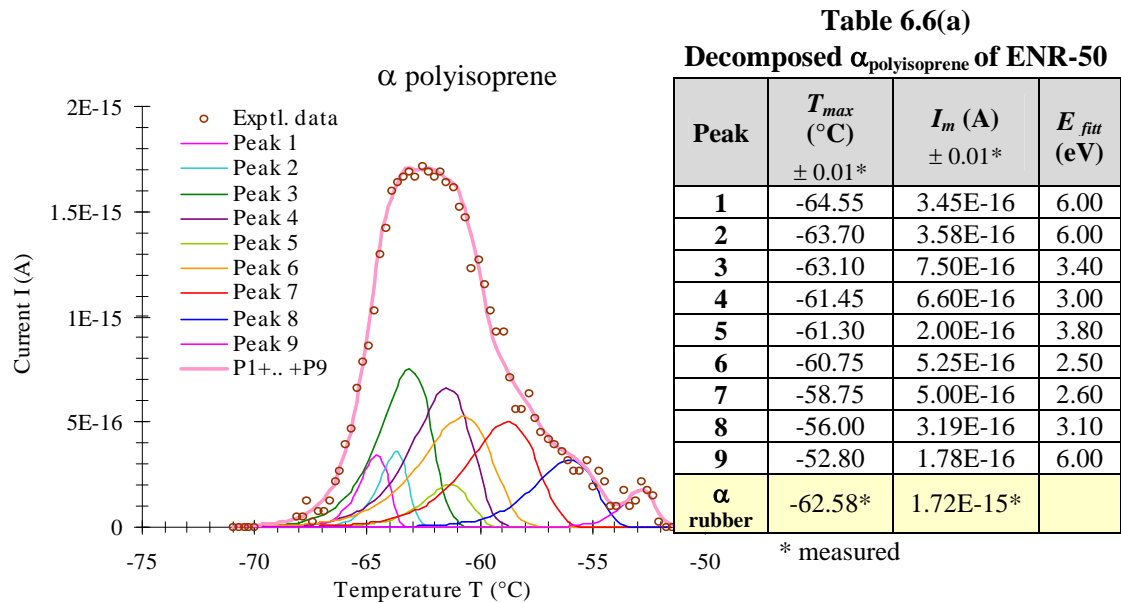 Table 6.6(a)
Decomposed αpolyisoprene of ENR-50
α polyisoprene
2E-15
1.5E-15
1E-15
5E-16
0
Current I (A)
Exptl. data
Peak 1
Peak 2
Peak 3
Peak 4
Peak 5
Peak 6
Peak 7
Peak 8
Peak 9
P1+.. +P9
-75 -70 -65 -60 -55 -50
Temperature T (°C)
Peak Tmax (°C) ± 0.01* Im (A) ± 0.01* E fitt (eV)
1 -64.55 3.45E-16 6.00
2 -63.70 3.58E-16 6.00
3 -63.10 7.50E-16 3.40
4 -61.45 6.60E-16 3.00
5 -61.30 2.00E-16 3.80
6 -60.75 5.25E-16 2.50
7 -58.75 5.00E-16 2.60
8 -56.00 3.19E-16 3.10
9 -52.80 1.78E-16 6.00
α rubber -62.58* 1.72E-15*
* measured